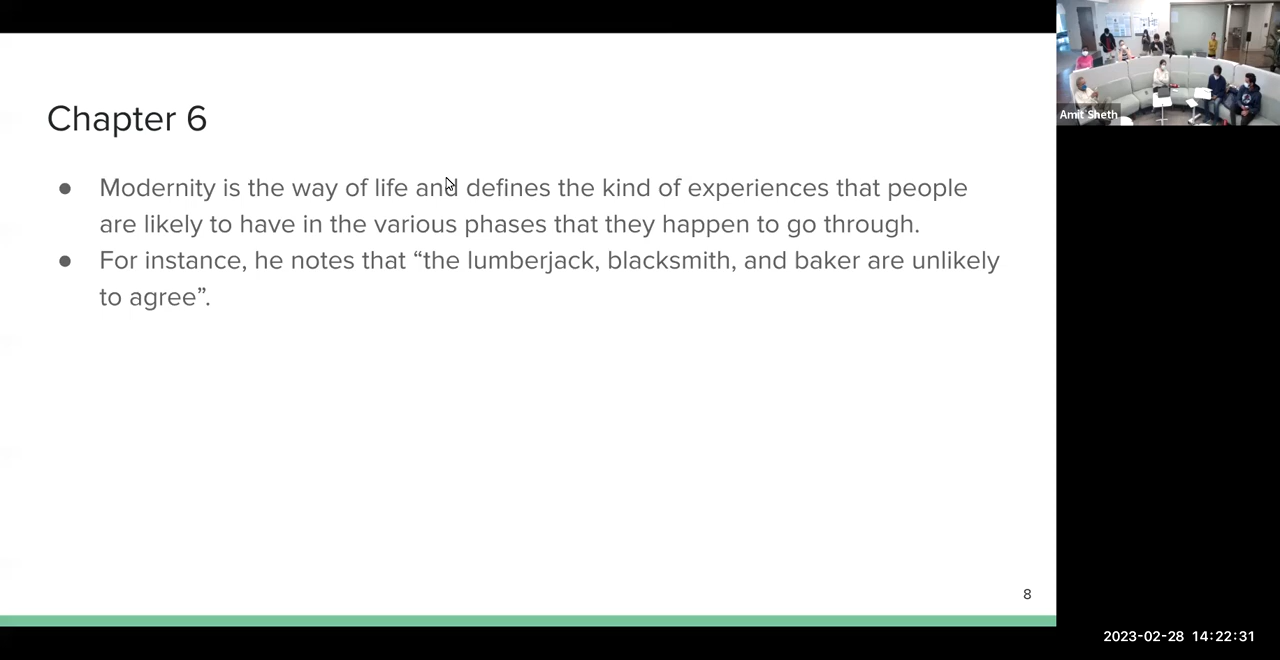 Chapter 6
● Modernity is the way of life and defines the kind of experiences that people
are likely to have in the various phases that they happen to go through.
● For instance, he notes that “the lumberjack, blacksmith, and baker are unlikely
to agree”.
8
Amit Sheth
2023-02-28 14:22:31